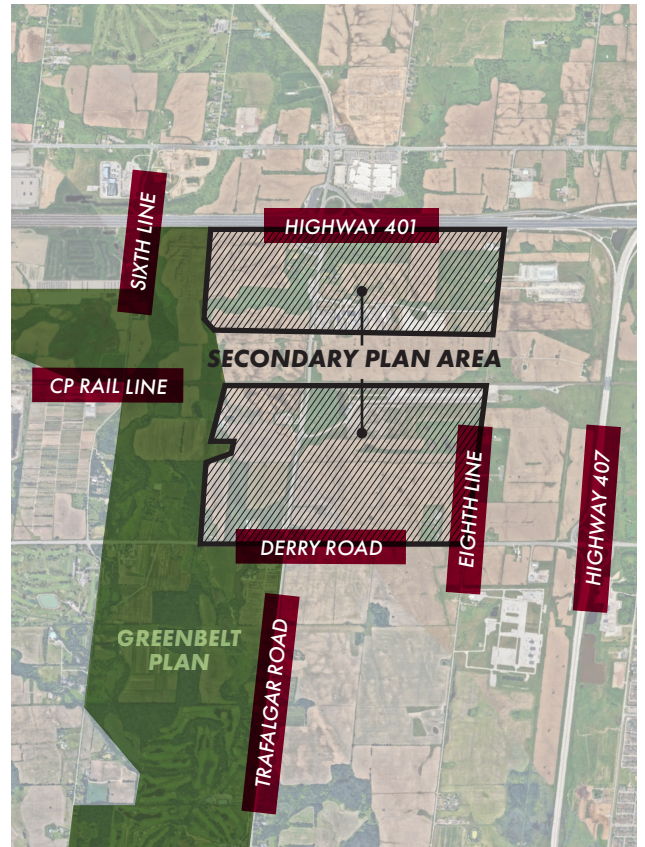 HIGHWAY 401
SIXTH LINE
SECONDARY PLAN AREA
CP RAIL LINE
EIGHTH LINE
HIGHWAY 407
DERRY ROAD
GREENBELT
PLAN
TRAFALGAR ROAD